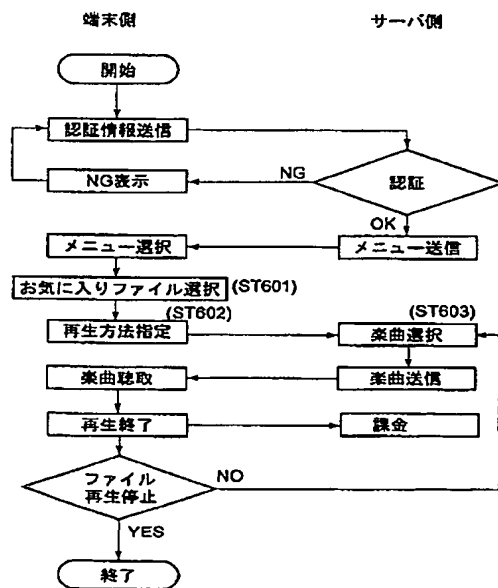 端末側
サーバ側
開始
認証情報送信
NG表示
NG
認証
OK
メニュー選択
メニュー送信
お気に入りファイル選択
(ST601)
(ST602)
(ST603)
再生方法指定
楽曲選択
楽曲聴取
楽曲送信
再生終了
課金
ファイル
再生停止
NO
YES
終了